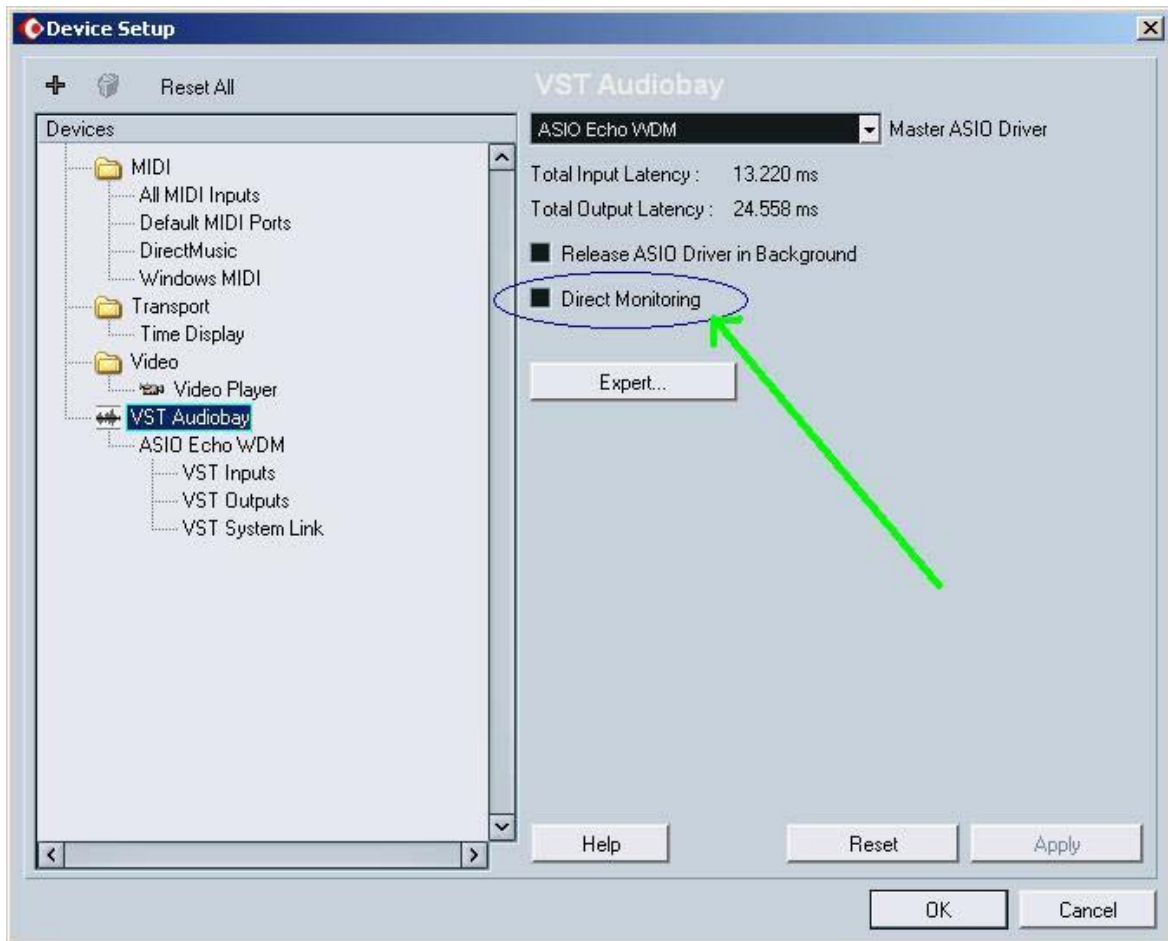 Device Setup
Reset All
Devices
MIDI
All MIDI Inputs
Default MIDI Ports
DirectMusic
Windows MIDI
Transport
Time Display
Video
Video Player
VST Audiobay
ASIO Echo WDM
VST Inputs
VST Outputs
VST System Link
VST Audiobay
ASIO Echo WDM Master ASIO Driver
Total Input Latency : 13.220 ms
Total Output Latency : 24.558 ms
Release ASIO Driver in Background
Direct Monitoring
Expert...
Help Reset Apply
OK Cancel